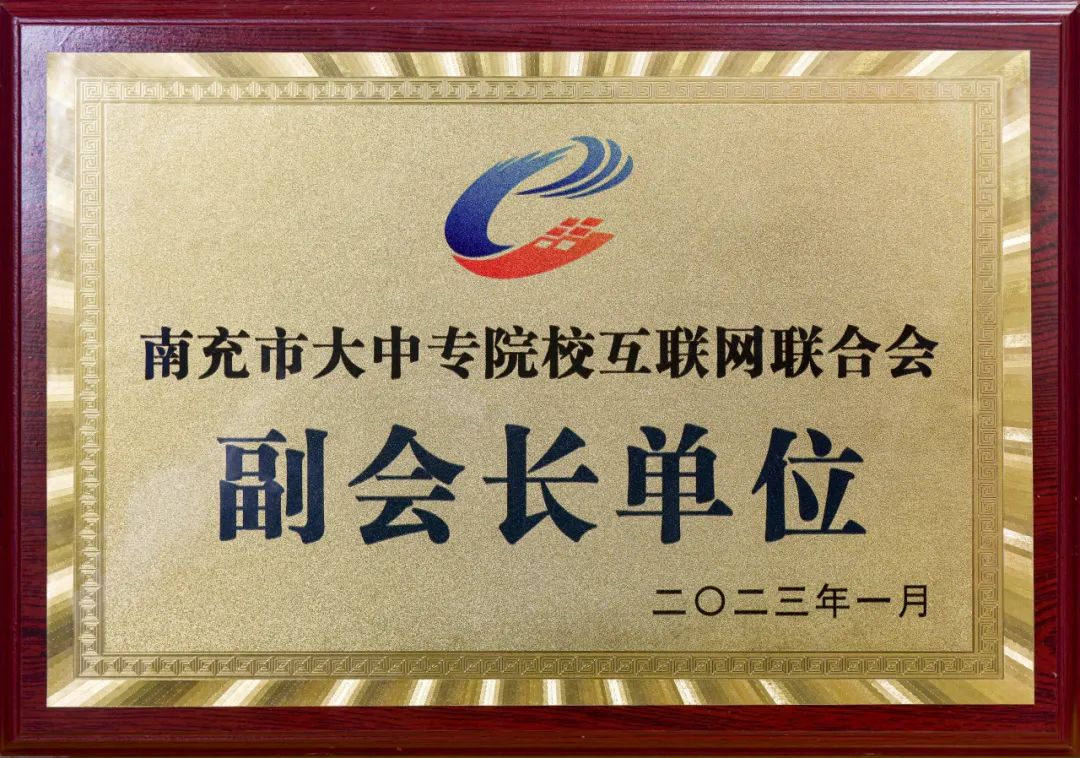 南充市大中专院校互联网联合会
副会长单位
二〇二三年一月